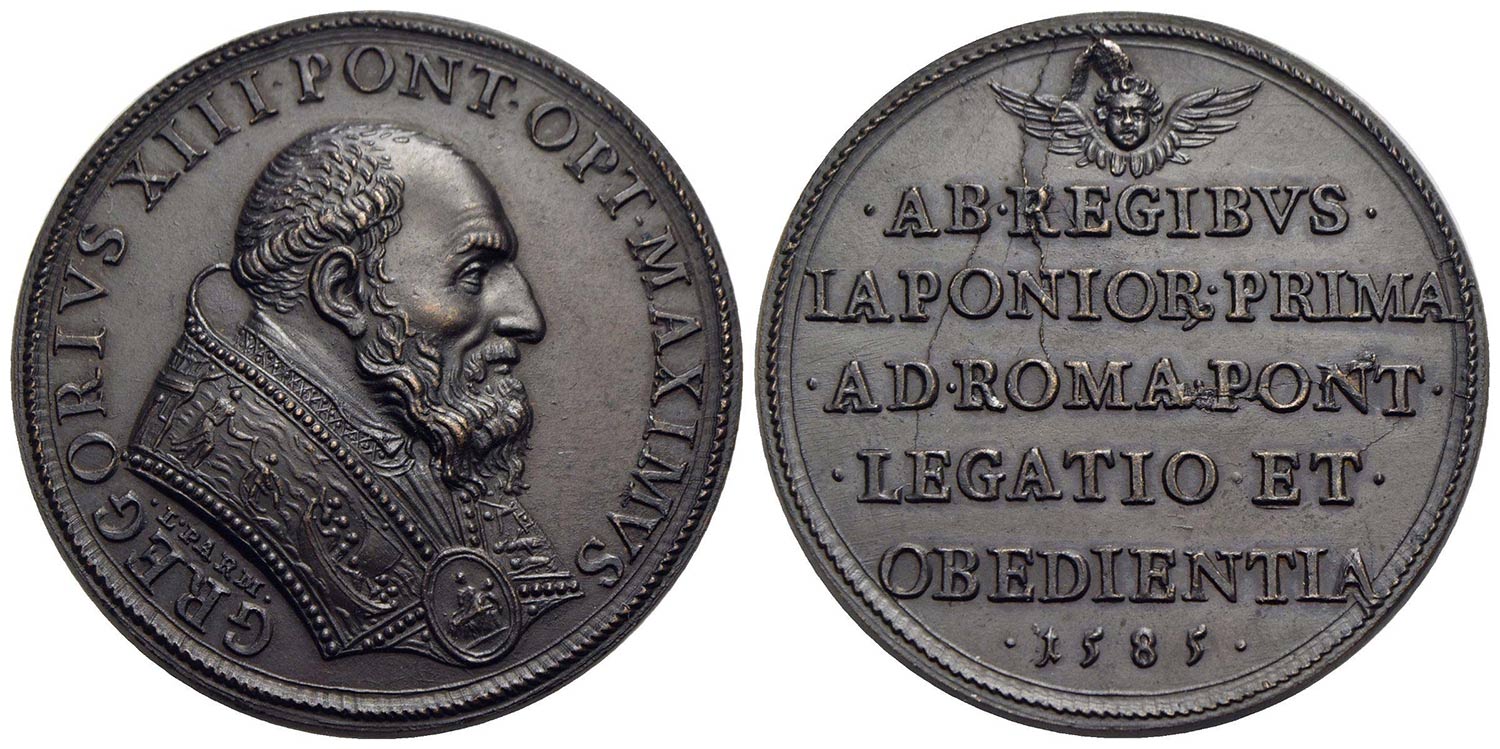 GREGORIVS XIII · PONT · OPT · MAXIMVS
· L · PARM ·
· AB · REGIBVS ·
IAPONIOR · PRIMA
· AD · ROMA · PONT ·
· LEGATIO ET ·
OBEDIENTIA
· 1585 ·